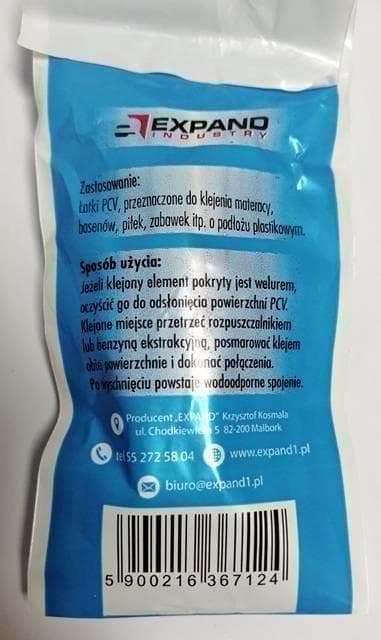 EXPAND
INDUSTRY
Zastosowanie:
Łatki PCV, przeznaczone do klejenia materacy,
basenów, piłek, zabawek itp. o podłożu plastikowym.
Sposób użycia:
Jeżeli klejony element pokryty jest welurem,
oczyścić go do odsłonięcia powierzchni PCV.
Klejone miejsce przetrzeć rozpuszczalnikiem
lub benzyną ekstrakcyjną, posmarować klejem
obie powierzchnie i dokonać połączenia.
Po wyschnięciu powstaje wodoodporne spojenie.
Producent „EXPAND" Krzysztof Kosmala
ul. Chodkiewicza 5 82-200 Malbork
tel 55 272 58 04 www.expand1.pl
biuro@expand1.pl
5 900216 367124